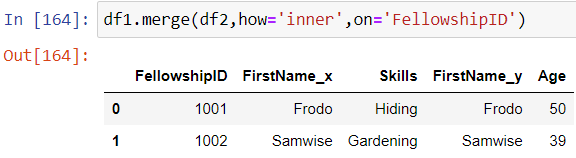 In [164]: df1.merge(df2,how='inner',on='FellowshipID')
Out[164]:
FellowshipID FirstName_x Skills FirstName_y Age
0 1001 Frodo Hiding Frodo 50
1 1002 Samwise Gardening Samwise 39